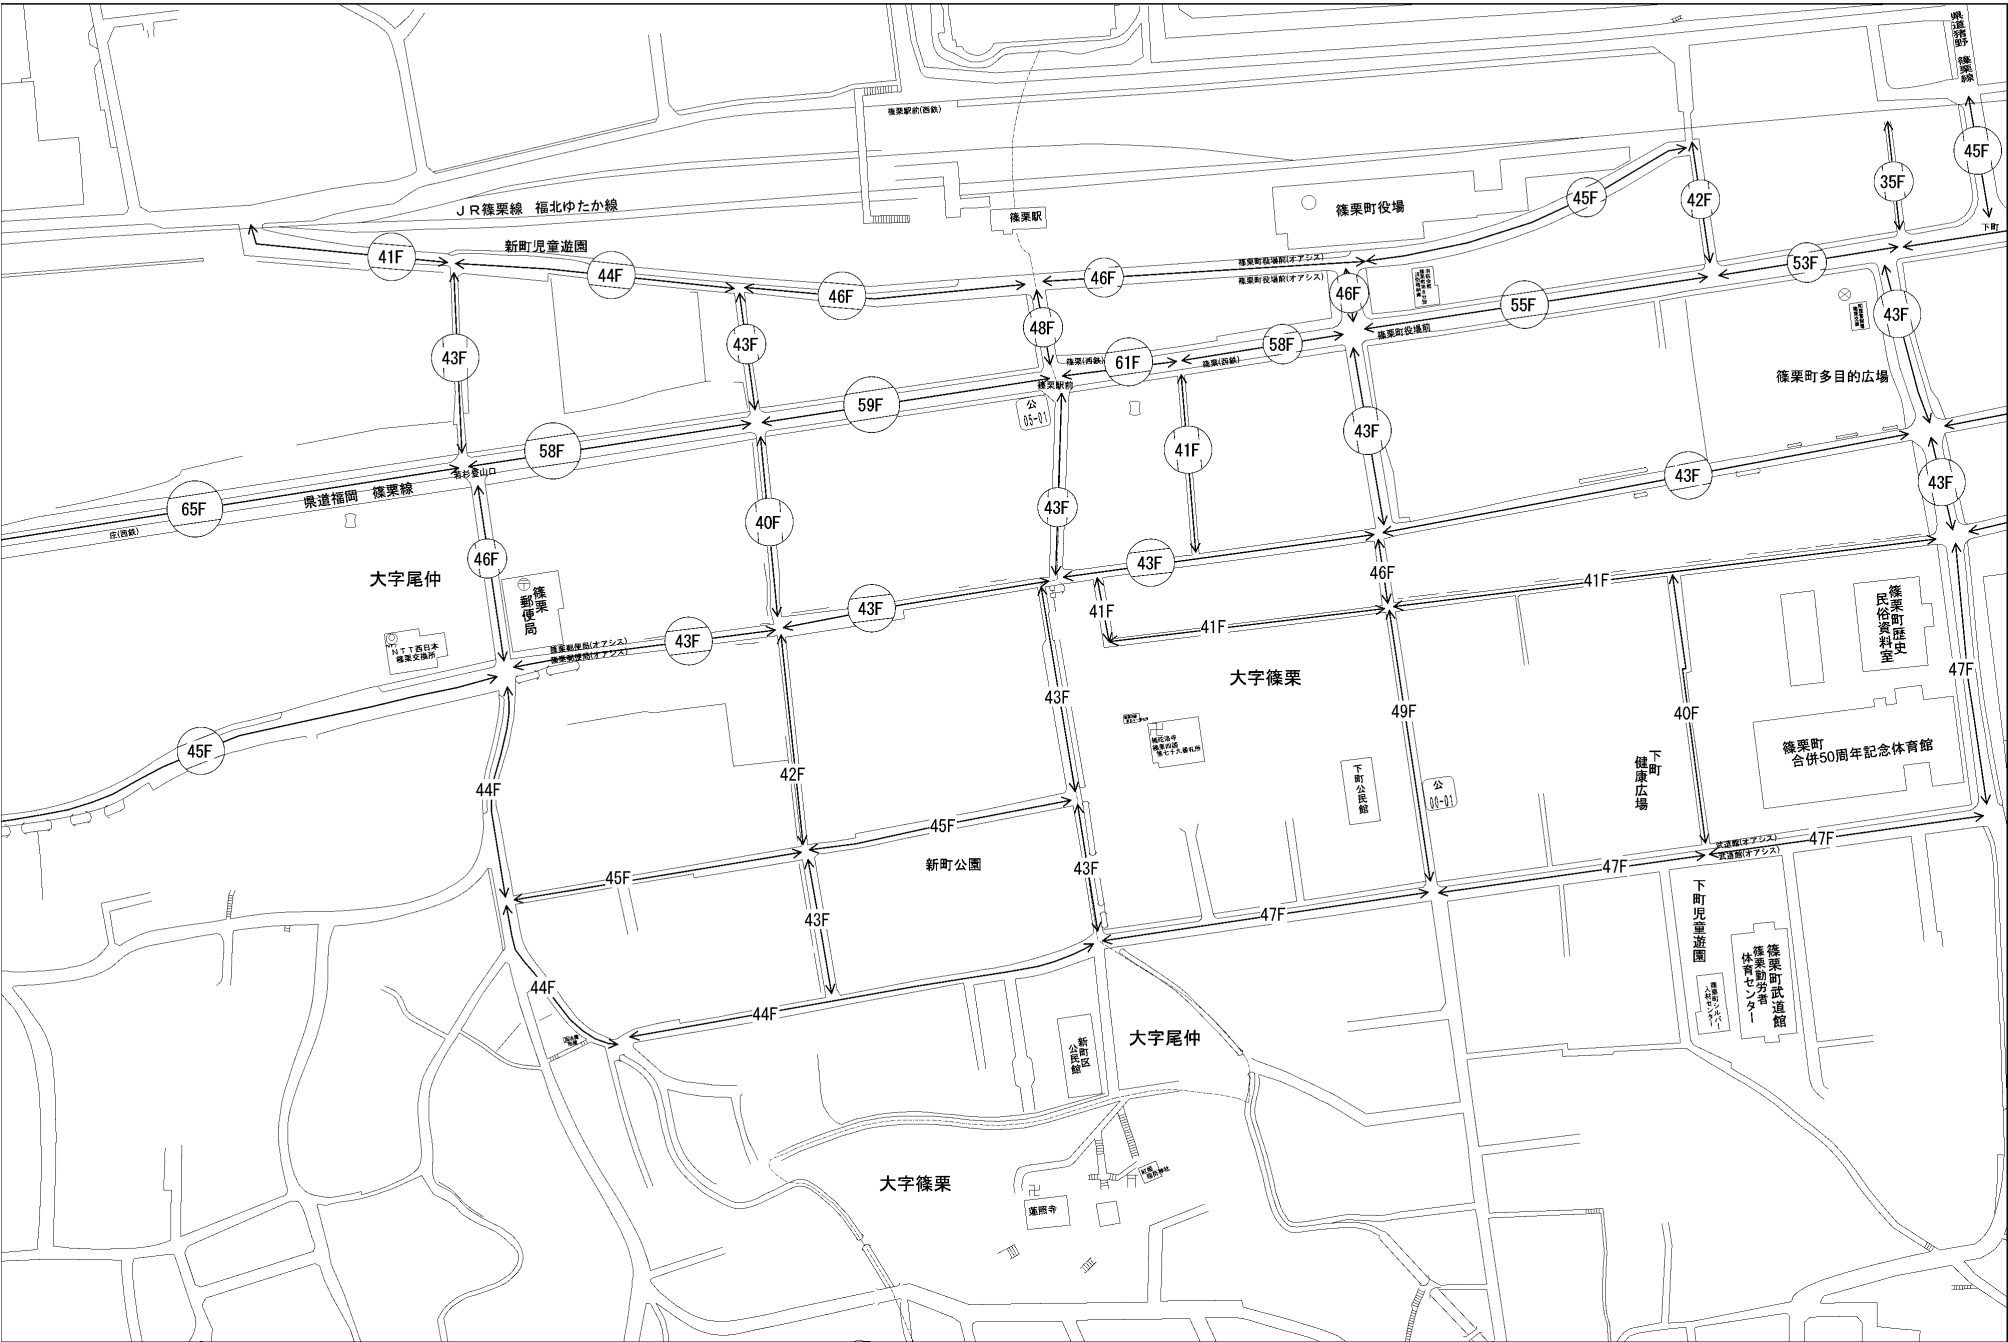 県道猪野 篠栗線
篠栗駅前(西鉄)
45F
35F
42F
45F
ＪＲ篠栗線 福北ゆたか線
篠栗駅
篠栗町役場
下町
新町児童遊園
41F
44F
46F
46F
篠栗町役場前(オアシス)
篠栗町役場前(オアシス)
46F
53F
55F
43F
篠栗町役場前
43F
43F
48F
61F
58F
篠栗(西鉄)
篠栗(西鉄)
篠栗駅前
公
05-01
59F
篠栗町多目的広場
58F
43F
41F
43F
43F
若杉登山口
県道福岡 篠栗線
65F
庄(西鉄)
40F
43F
46F
43F
46F
41F
大字尾仲
篠栗
郵便局
ＮＴＴ西日本
篠栗交換所
43F
43F
篠栗郵便局(オアシス)
篠栗郵便局(オアシス)
41F
41F
篠栗町歴史
民俗資料室
47F
大字篠栗
43F
49F
40F
45F
44F
42F
下町公民館
公
00-01
下町
健康広場
篠栗町
合併50周年記念体育館
45F
45F
新町公園
43F
47F
47F
武道館(オアシス)
武道館(オアシス)
43F
47F
下町児童遊園
篠栗町武道館
篠栗勤労者
体育センター
篠栗町シルバー
人材センター
44F
44F
新町区
公民館
大字尾仲
大字篠栗
蓮照寺